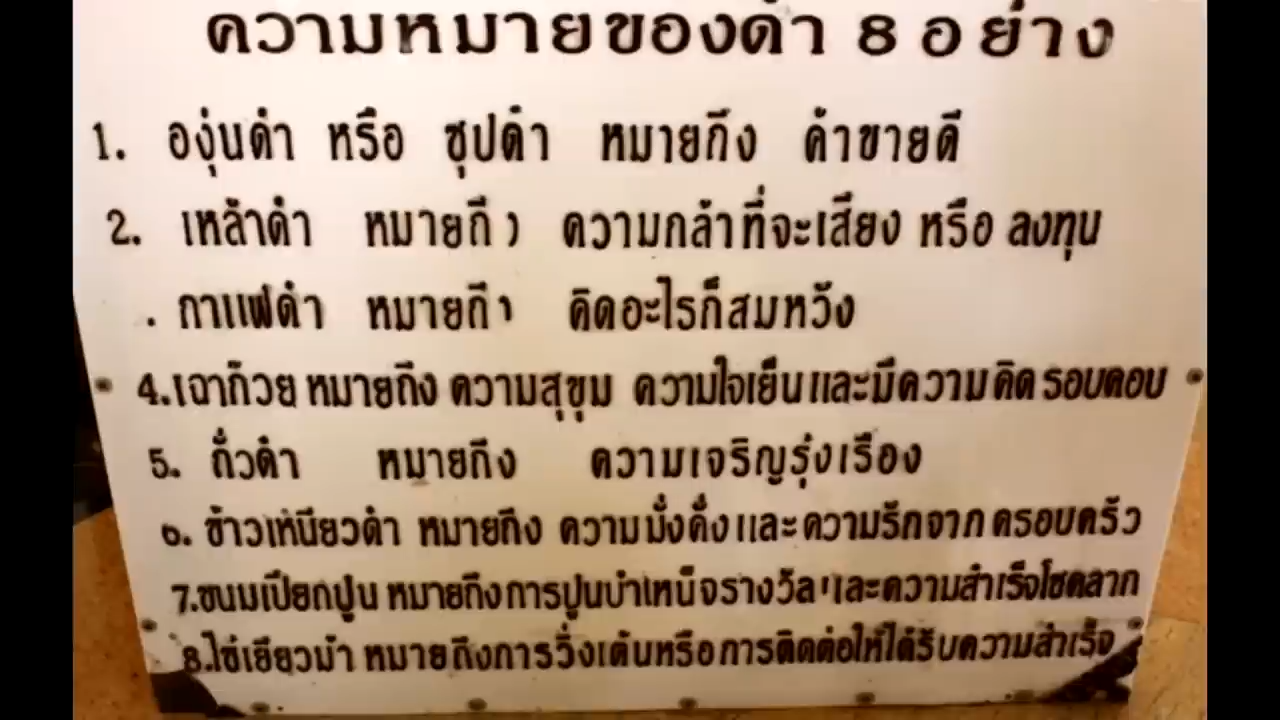 ความหมายของดำ 8 อย่าง
1. องุ่นดำ หรือ ซุปดำ หมายถึง ค้าขายดี
2. เหล้าดำ หมายถึง ความกล้าที่จะเสี่ยง หรือ ลงทุน
. กาแฟดำ หมายถึง คิดอะไรก็สมหวัง
4.เฉาก๊วย หมายถึง ความสุขุม ความใจเย็นและมีความคิดรอบคอบ
5. ถั่วดำ หมายถึง ความเจริญรุ่งเรือง
6. ข้าวเหนียวดำ หมายถึง ความมั่งคั่งและความรักจากครอบครัว
7.ขนมเปียกปูน หมายถึงการปูนบำเหน็จรางวัลและความสำเร็จโชคลาภ
8.ไข่เยี่ยวม้า หมายถึงการวิ่งเต้นหรือการติดต่อให้ได้รับความสำเร็จ